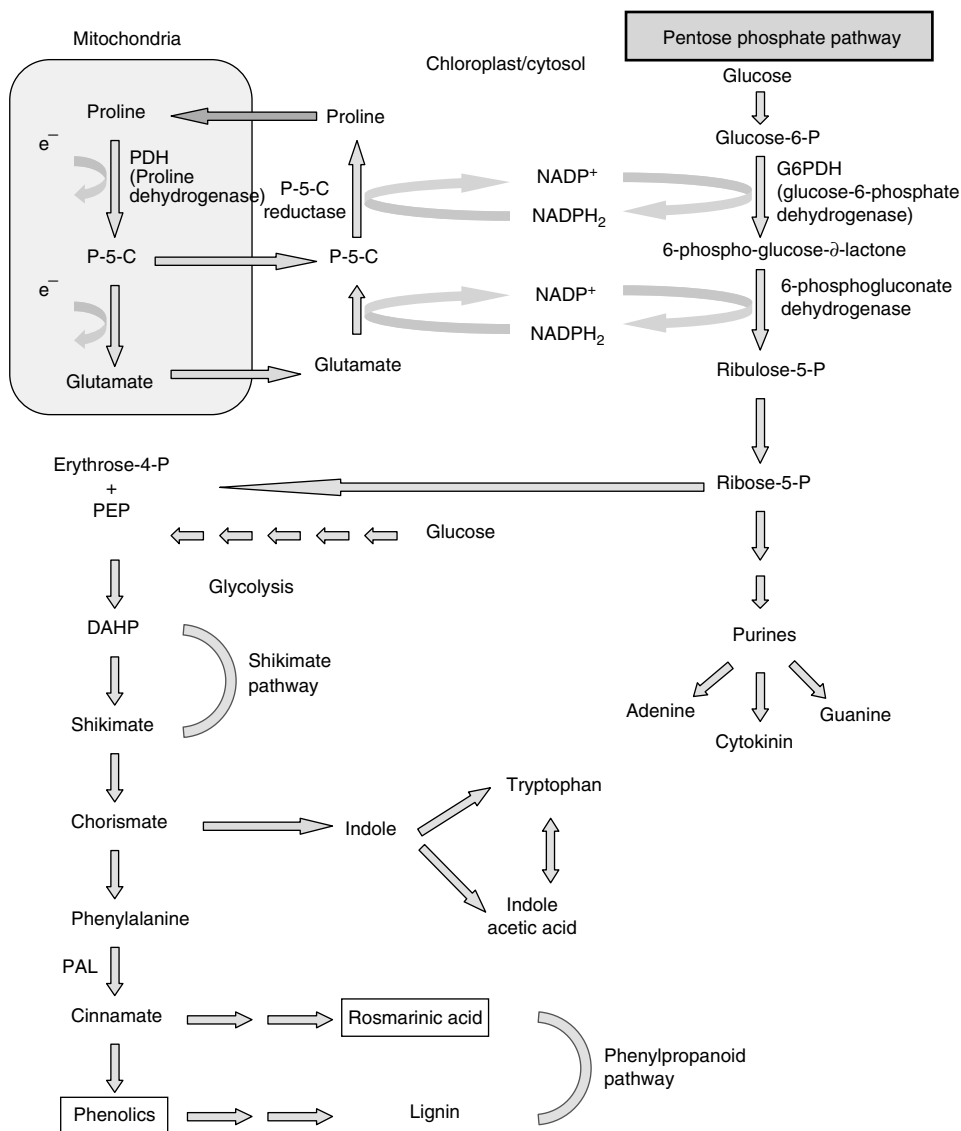 Mitochondria
Pentose phosphate pathway
Chloroplast/cytosol
Glucose
Proline
Proline
Glucose-6-P
e⁻
PDH
(Proline
dehydrogenase)
P-5-C
reductase
NADP⁺
NADPH₂
G6PDH
(glucose-6-phosphate
dehydrogenase)
P-5-C
P-5-C
6-phospho-glucose-∂-lactone
e⁻
NADP⁺
NADPH₂
6-phosphogluconate
dehydrogenase
Glutamate
Glutamate
Ribulose-5-P
Erythrose-4-P
+
PEP
Ribose-5-P
Glucose
Glycolysis
DAHP
Shikimate
pathway
Purines
Shikimate
Adenine
Cytokinin
Guanine
Tryptophan
Chorismate
Indole
Indole
acetic acid
Phenylalanine
PAL
Cinnamate
Rosmarinic acid
Phenylpropanoid
pathway
Phenolics
Lignin